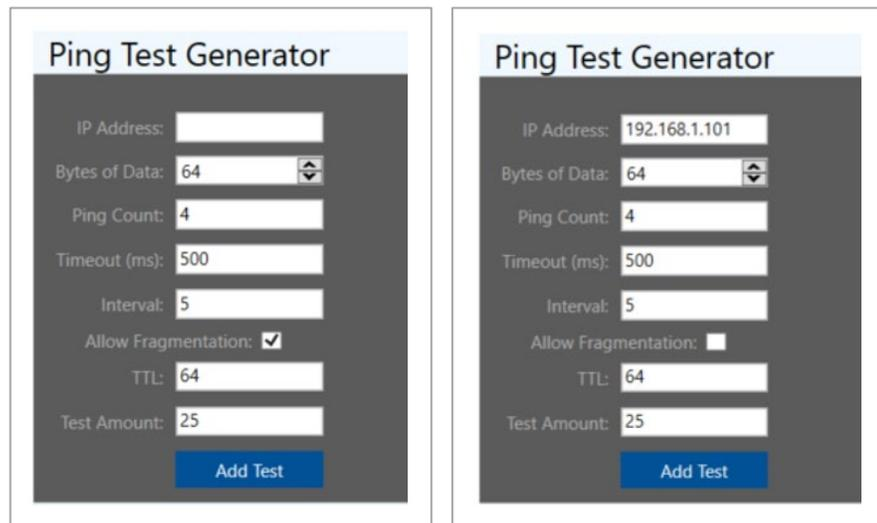 Ping Test Generator
IP Address:
Bytes of Data: 64
Ping Count: 4
Timeout (ms): 500
Interval: 5
Allow Fragmentation:
TTL: 64
Test Amount: 25
Add Test
Ping Test Generator
IP Address: 192.168.1.101
Bytes of Data: 64
Ping Count: 4
Timeout (ms): 500
Interval: 5
Allow Fragmentation:
TTL: 64
Test Amount: 25
Add Test